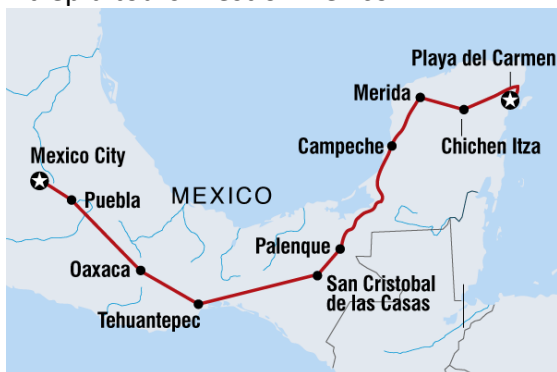 Playa del Carmen
Merida
Chichen Itza
Campeche
Mexico City
MEXICO
Puebla
Palenque
Oaxaca
San Cristobal
de las Casas
Tehuantepec